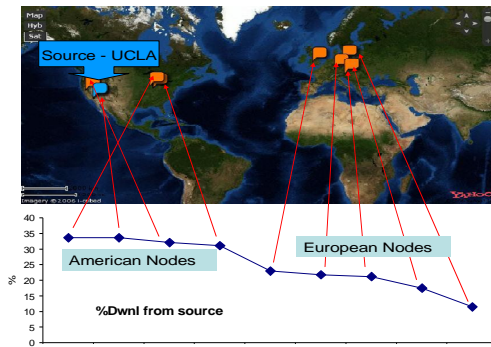 Map
Hyb
Sat
Source - UCLA
Imagery © 2006 i-cubed
YAHOO!
40
35
30
25
20
15
10
5
0
%
American Nodes
European Nodes
%Dwnl from source